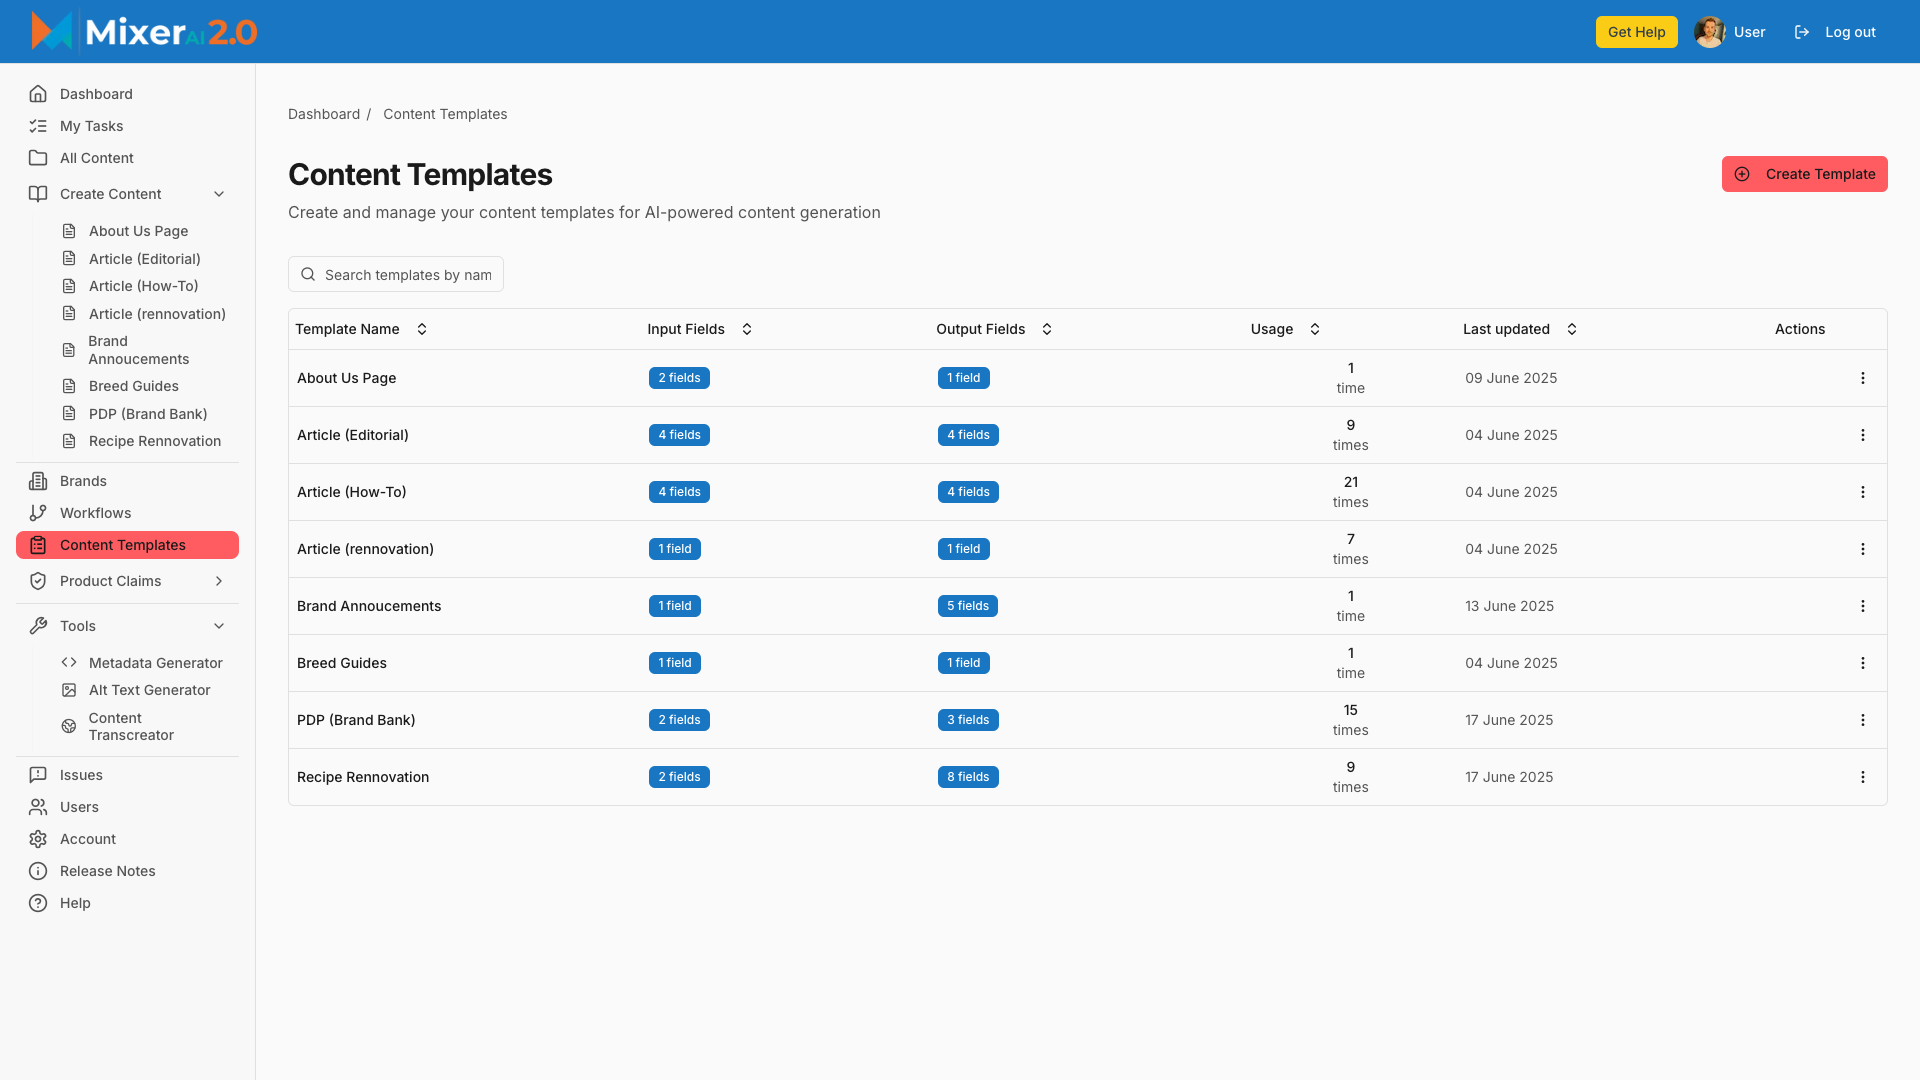 Mixer AI 2.0
Get Help
User
Log out
Dashboard
My Tasks
All Content
Create Content
About Us Page
Article (Editorial)
Article (How-To)
Article (rennovation)
Brand
Annoucements
Breed Guides
PDP (Brand Bank)
Recipe Rennovation
Brands
Workflows
Content Templates
Product Claims
Tools
Metadata Generator
Alt Text Generator
Content
Transcreator
Issues
Users
Account
Release Notes
Help
Dashboard / Content Templates
Content Templates
Create and manage your content templates for AI-powered content generation
Create Template
Search templates by nam
Template Name Input Fields Output Fields Usage Last updated Actions
About Us Page 2 fields 1 field 1 time 09 June 2025
Article (Editorial) 4 fields 4 fields 9 times 04 June 2025
Article (How-To) 4 fields 4 fields 21 times 04 June 2025
Article (rennovation) 1 field 1 field 7 times 04 June 2025
Brand Annoucements 1 field 5 fields 1 time 13 June 2025
Breed Guides 1 field 1 field 1 time 04 June 2025
PDP (Brand Bank) 2 fields 3 fields 15 times 17 June 2025
Recipe Rennovation 2 fields 8 fields 9 times 17 June 2025